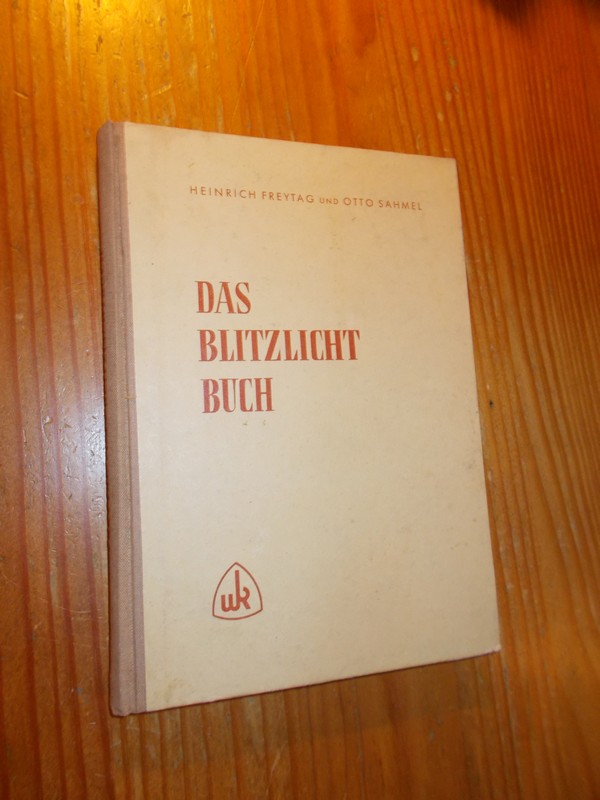 HEINRICH FREYTAG UND OTTO SAHMEL
DAS
BLITZLICHT
BUCH
wk